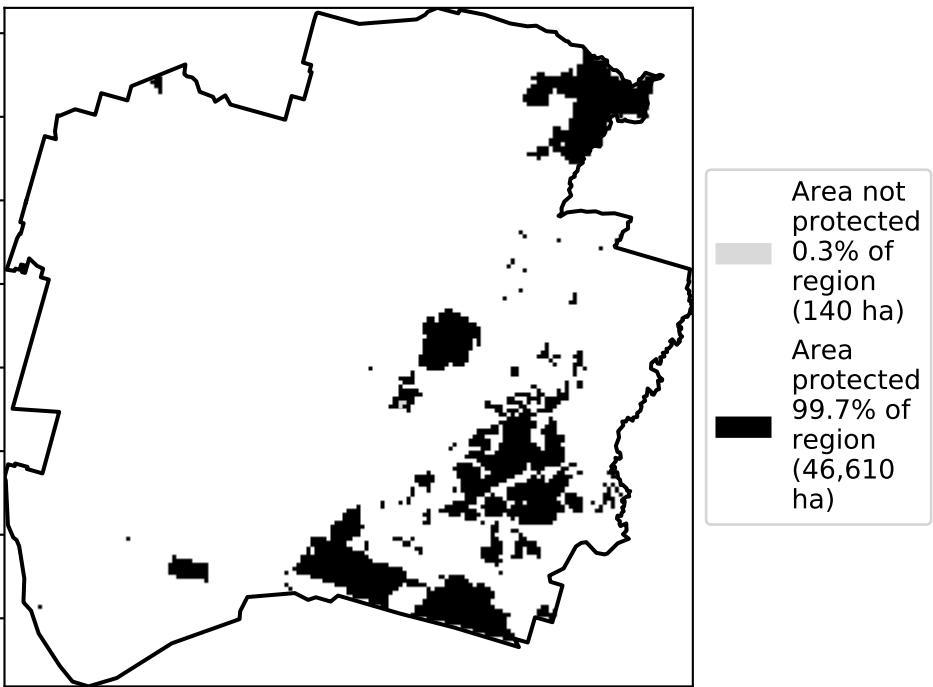 Area not
protected
0.3% of
region
(140 ha)
Area
protected
99.7% of
region
(46,610
ha)